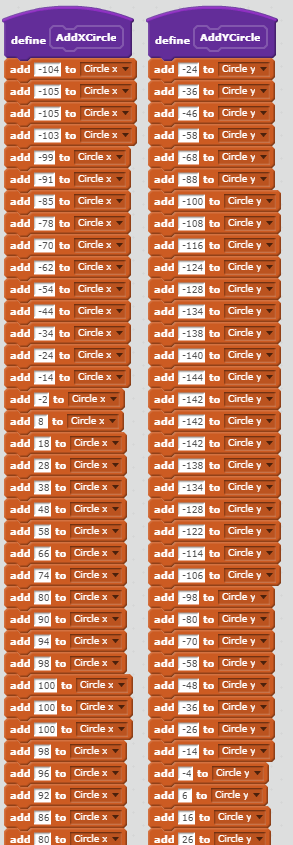 define AddXCircle
add -104 to Circle x
add -105 to Circle x
add -105 to Circle x
add -103 to Circle x
add -99 to Circle x
add -91 to Circle x
add -85 to Circle x
add -78 to Circle x
add -70 to Circle x
add -62 to Circle x
add -54 to Circle x
add -44 to Circle x
add -34 to Circle x
add -24 to Circle x
add -14 to Circle x
add -2 to Circle x
add 8 to Circle x
add 18 to Circle x
add 28 to Circle x
add 38 to Circle x
add 48 to Circle x
add 58 to Circle x
add 66 to Circle x
add 74 to Circle x
add 80 to Circle x
add 90 to Circle x
add 94 to Circle x
add 98 to Circle x
add 100 to Circle x
add 100 to Circle x
add 100 to Circle x
add 98 to Circle x
add 96 to Circle x
add 92 to Circle x
add 86 to Circle x
add 80 to Circle x
define AddYCircle
add -24 to Circle y
add -36 to Circle y
add -46 to Circle y
add -58 to Circle y
add -68 to Circle y
add -88 to Circle y
add -100 to Circle y
add -108 to Circle y
add -116 to Circle y
add -124 to Circle y
add -128 to Circle y
add -134 to Circle y
add -138 to Circle y
add -140 to Circle y
add -144 to Circle y
add -142 to Circle y
add -142 to Circle y
add -142 to Circle y
add -138 to Circle y
add -134 to Circle y
add -128 to Circle y
add -122 to Circle y
add -114 to Circle y
add -106 to Circle y
add -98 to Circle y
add -80 to Circle y
add -70 to Circle y
add -58 to Circle y
add -48 to Circle y
add -36 to Circle y
add -26 to Circle y
add -14 to Circle y
add -4 to Circle y
add 6 to Circle y
add 16 to Circle y
add 26 to Circle y